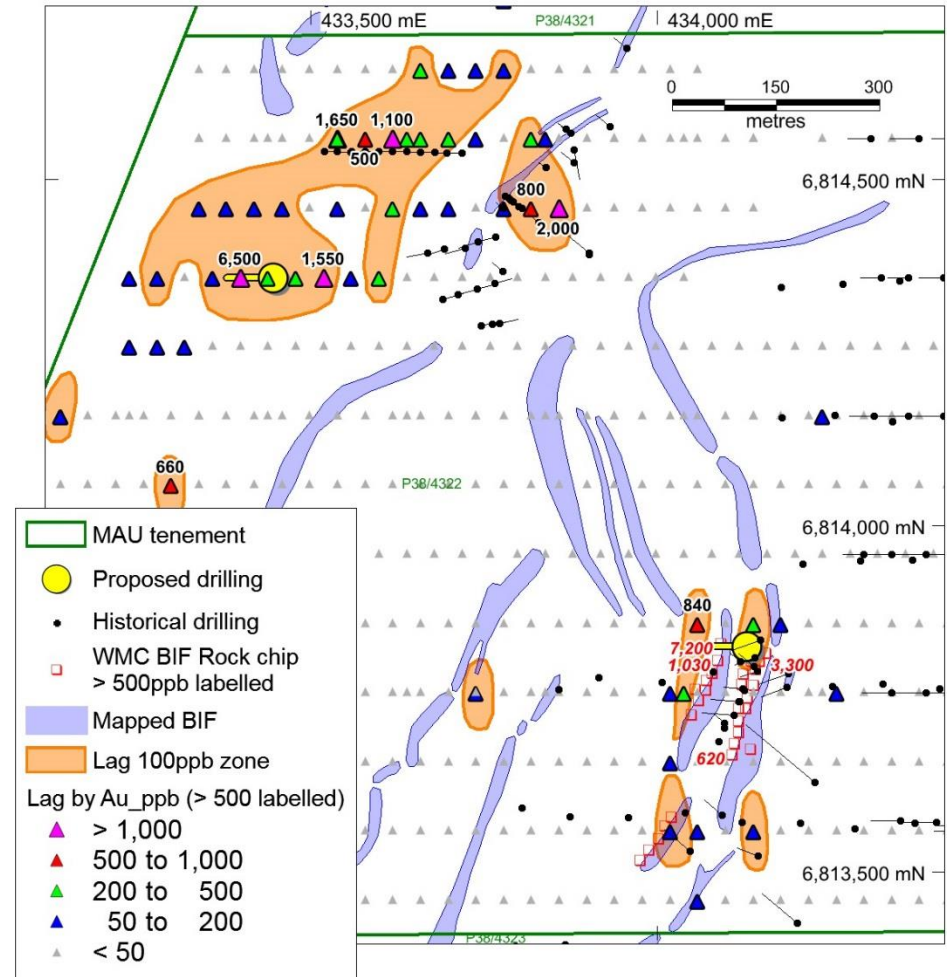 433,500 mE
P38/4321
434,000 mE
0 150 300
metres
1,650 1,100
500
6,814,500 mN
800
2,000
6,500 1,550
660
P38/4322
6,814,000 mN
840
7,200
1,030 3,300
620
6,813,500 mN
P38/4323
MAU tenement
Proposed drilling
Historical drilling
WMC BIF Rock chip
> 500ppb labelled
Mapped BIF
Lag 100ppb zone
Lag by Au_ppb (> 500 labelled)
> 1,000
500 to 1,000
200 to 500
50 to 200
< 50